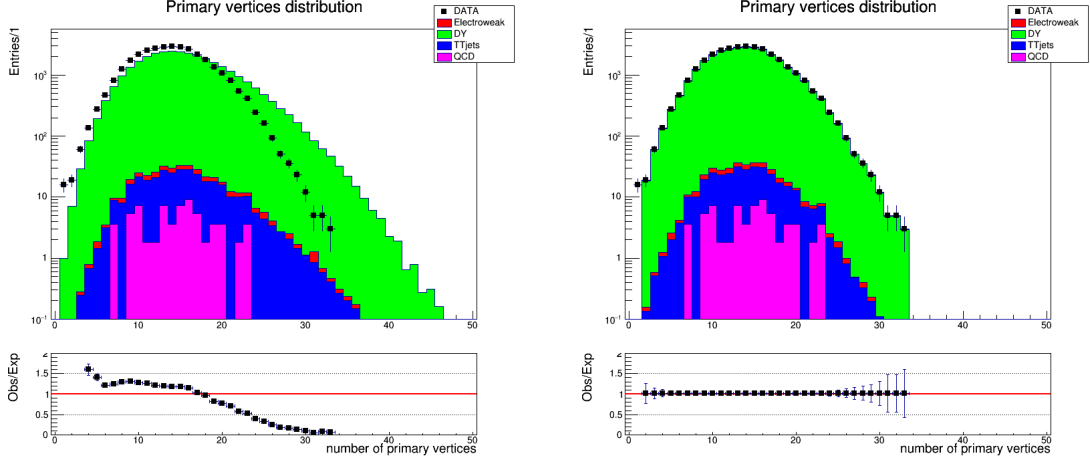 Primary vertices distribution
DATA
Electroweak
DY
TTjets
QCD
Entries/1
10³
10²
10
1
10⁻¹
0 10 20 30 40 50
Obs/Exp
2
1.5
1
0.5
0
0 10 20 30 40 50
number of primary vertices
Primary vertices distribution
DATA
Electroweak
DY
TTjets
QCD
Entries/1
10³
10²
10
1
10⁻¹
0 10 20 30 40 50
Obs/Exp
2
1.5
1
0.5
0
0 10 20 30 40 50
number of primary vertices